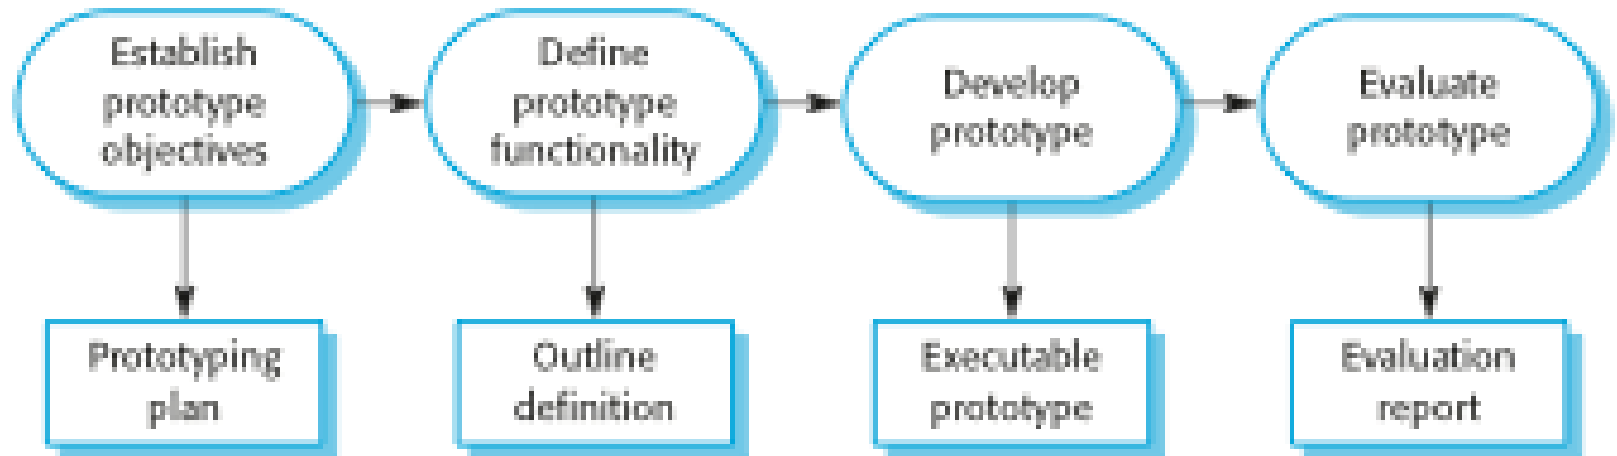 Establish
prototype
objectives
Define
prototype
functionality
Develop
prototype
Evaluate
prototype
Prototyping
plan
Outline
definition
Executable
prototype
Evaluation
report